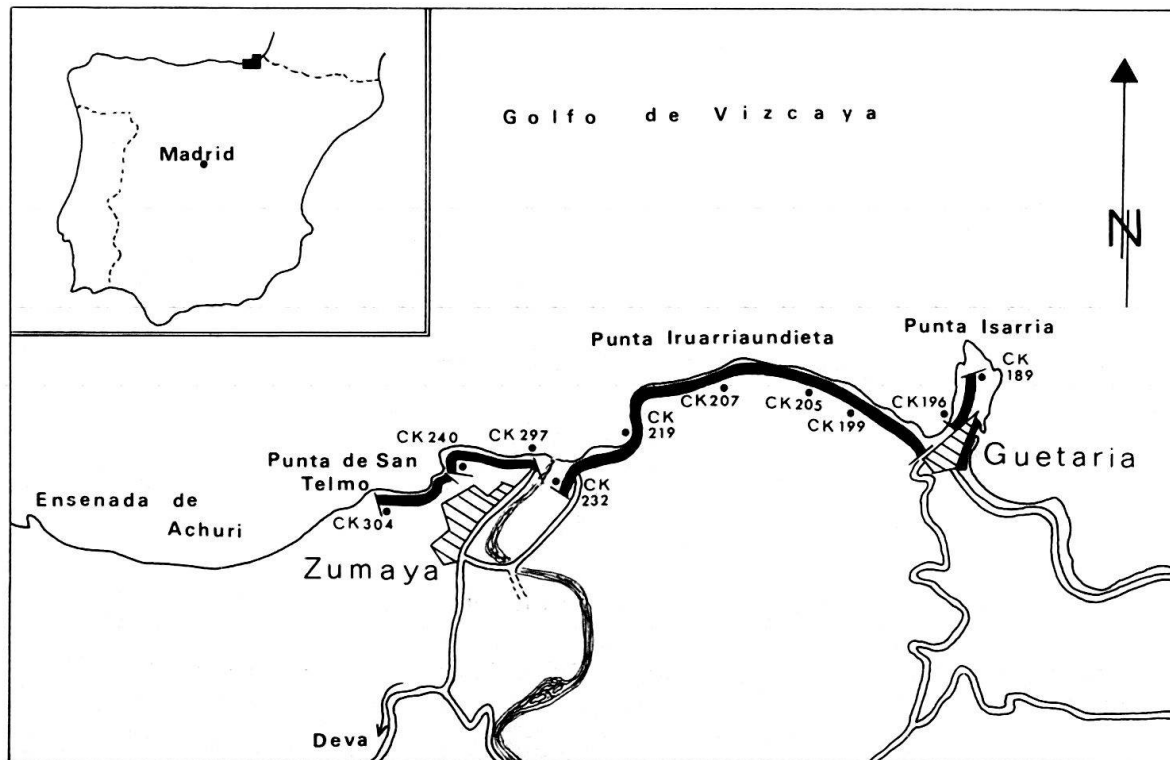 Madrid
Golfo de Vizcaya
N
Punta Iruarriaundieta
Punta Isarria
CK
189
CK207
CK205
CK196
CK199
CK
219
CK240
CK297
Guetaria
Punta de San
Telmo
CK
232
Ensenada de
Achuri
CK304
Zumaya
Deva